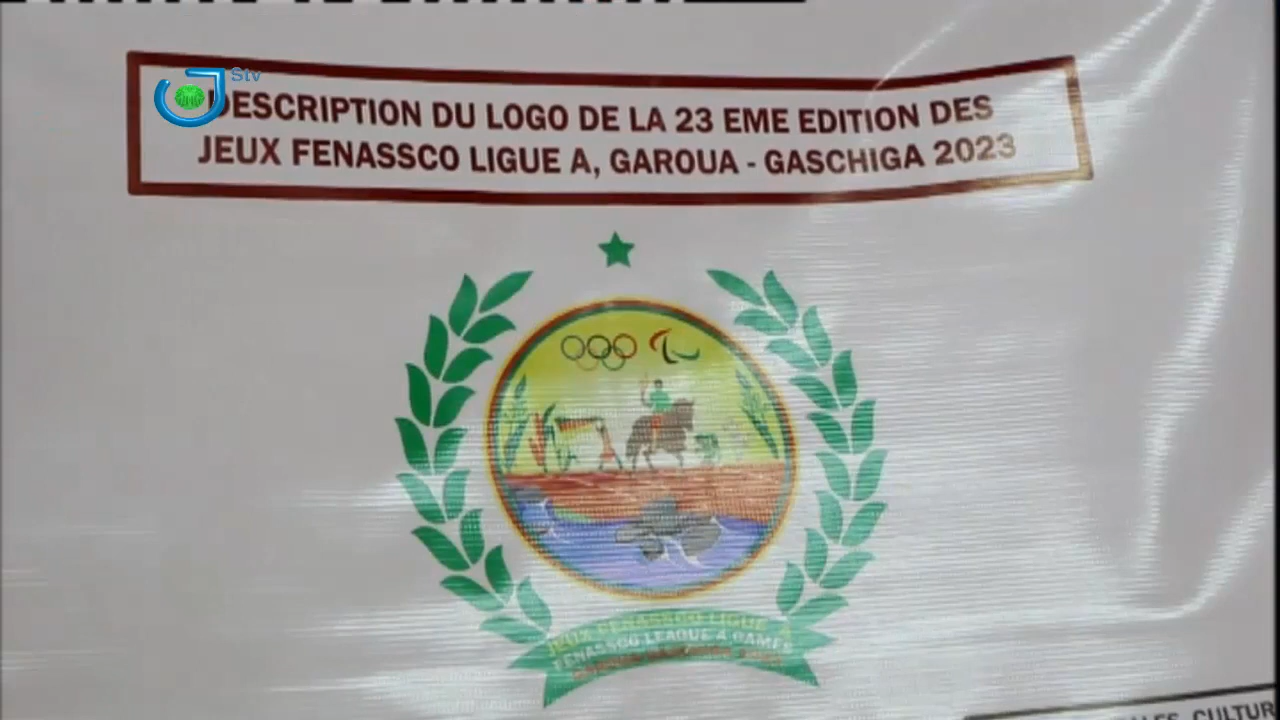 Stv
DESCRIPTION DU LOGO DE LA 23 EME EDITION DES
JEUX FENASSCO LIGUE A, GAROUA - GASCHIGA 2023
JEUX FENASSCO LIGUE A
FENASSCO LEAGUE A GAMES
CULTUR